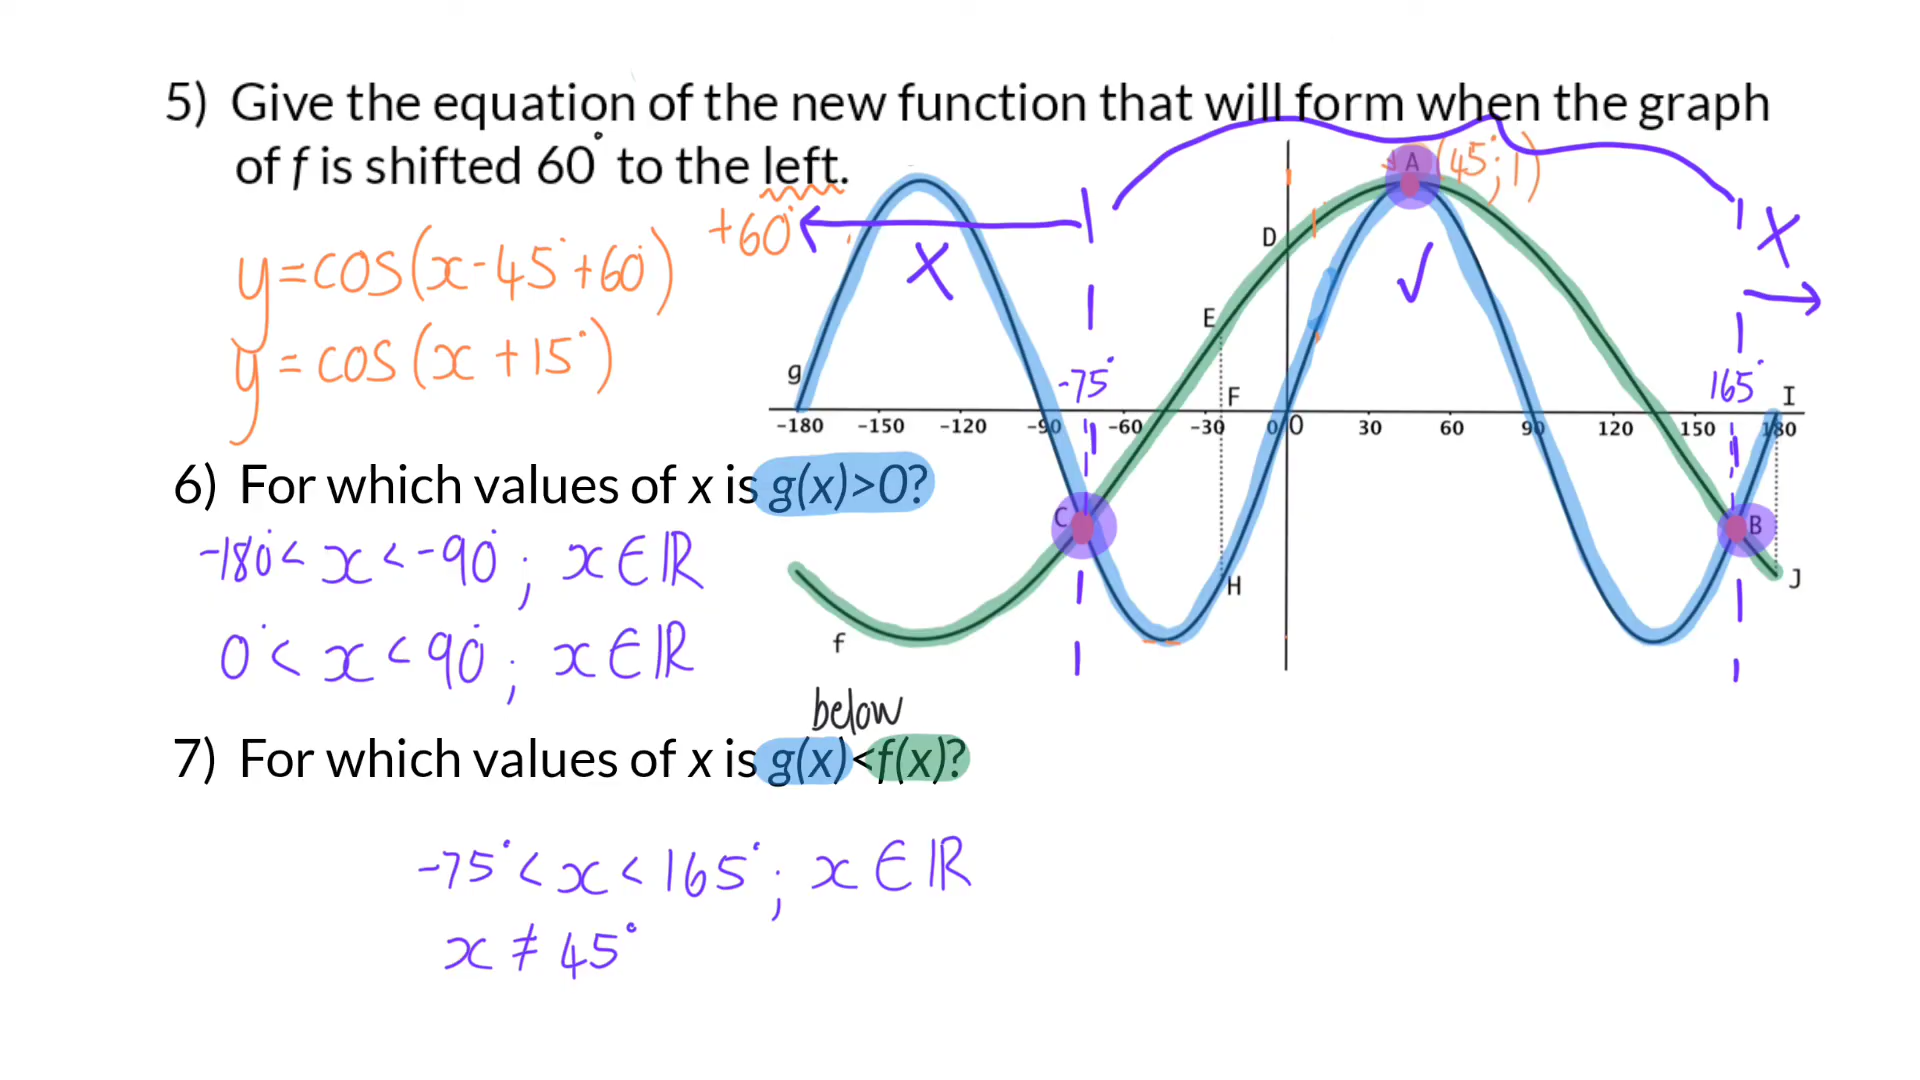 5) Give the equation of the new function that will form when the graph
of f is shifted 60° to the left.
+60°
y=cos(x-45°+60°)
y=cos(x+15°)
6) For which values of x is g(x)>0?
-180°< x < -90°; x ∈ ℝ
0°< x < 90°; x ∈ ℝ
below
7) For which values of x is g(x)<f(x)?
-75°< x < 165°; x ∈ ℝ
x ≠ 45°
A (45°;1)
D
X ✓ X
E
-75° 165°
g F I
-180 -150 -120 -90 -60 -30 0 O 30 60 90 120 150 180
C B
H J
f